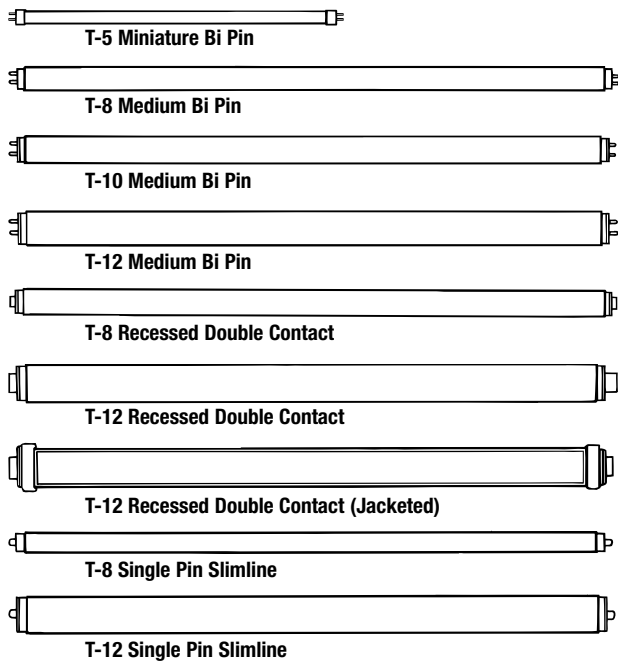 T-5 Miniature Bi Pin
T-8 Medium Bi Pin
T-10 Medium Bi Pin
T-12 Medium Bi Pin
T-8 Recessed Double Contact
T-12 Recessed Double Contact
T-12 Recessed Double Contact (Jacketed)
T-8 Single Pin Slimline
T-12 Single Pin Slimline